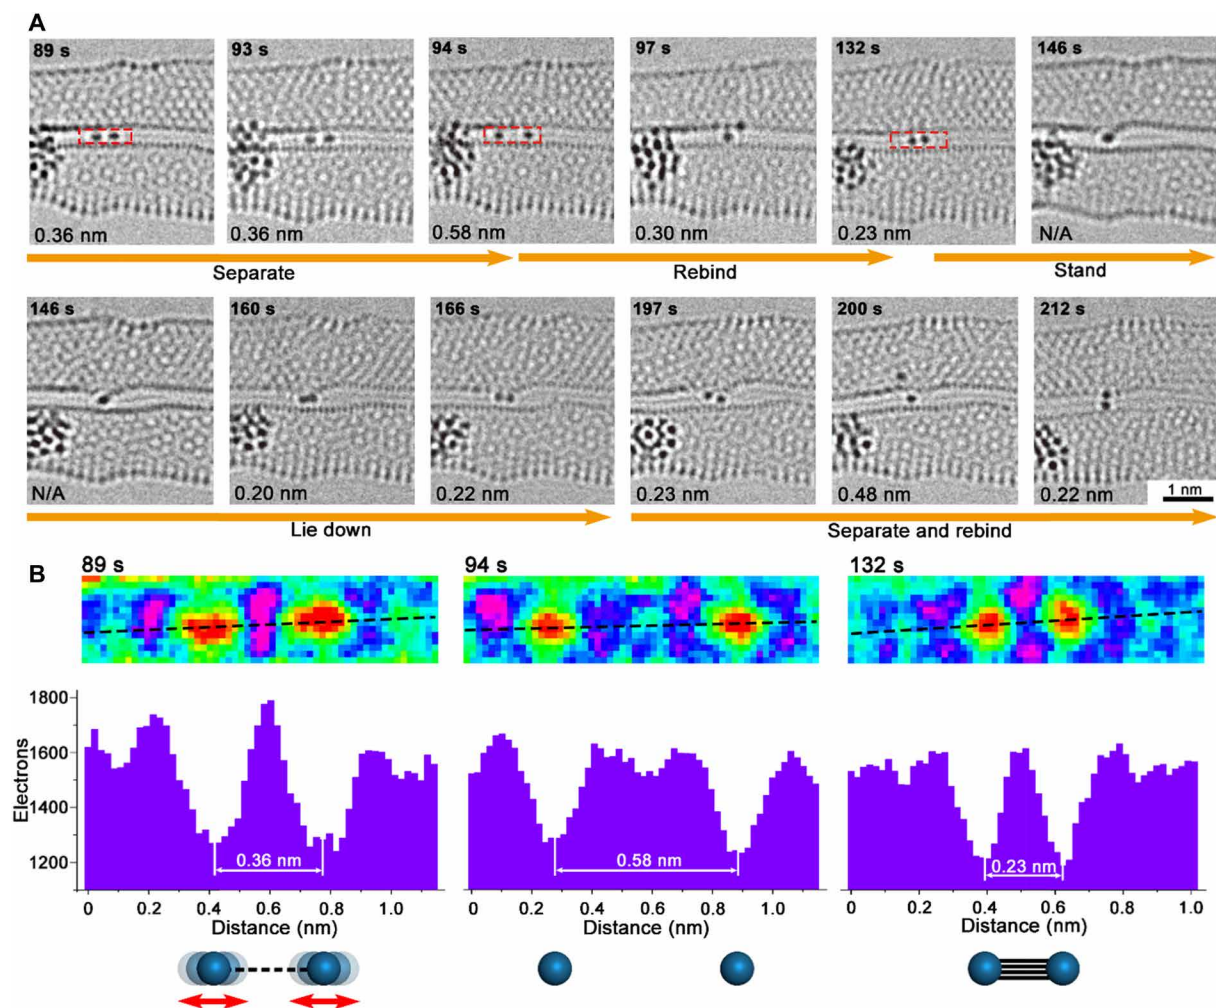 A
89 s
93 s
94 s
97 s
132 s
146 s
0.36 nm
0.36 nm
0.58 nm
0.30 nm
0.23 nm
N/A
Separate
Rebind
Stand
146 s
160 s
166 s
197 s
200 s
212 s
N/A
0.20 nm
0.22 nm
0.23 nm
0.48 nm
0.22 nm
1 nm
Lie down
Separate and rebind
B
89 s
94 s
132 s
Electrons
1800
1600
1400
1200
0.36 nm
0.58 nm
0.23 nm
0 0.2 0.4 0.6 0.8 1.0
0 0.2 0.4 0.6 0.8 1.0
0 0.2 0.4 0.6 0.8 1.0
Distance (nm)
Distance (nm)
Distance (nm)